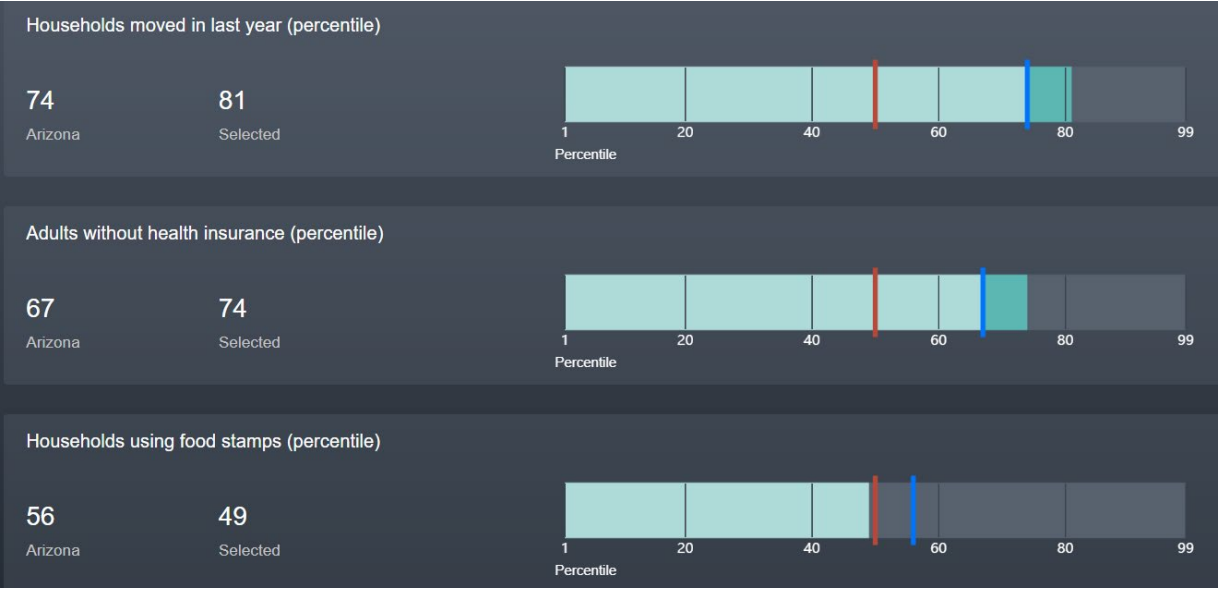 Households moved in last year (percentile)
74 81
Arizona Selected
1 20 40 60 80 99
Percentile
Adults without health insurance (percentile)
67 74
Arizona Selected
1 20 40 60 80 99
Percentile
Households using food stamps (percentile)
56 49
Arizona Selected
1 20 40 60 80 99
Percentile